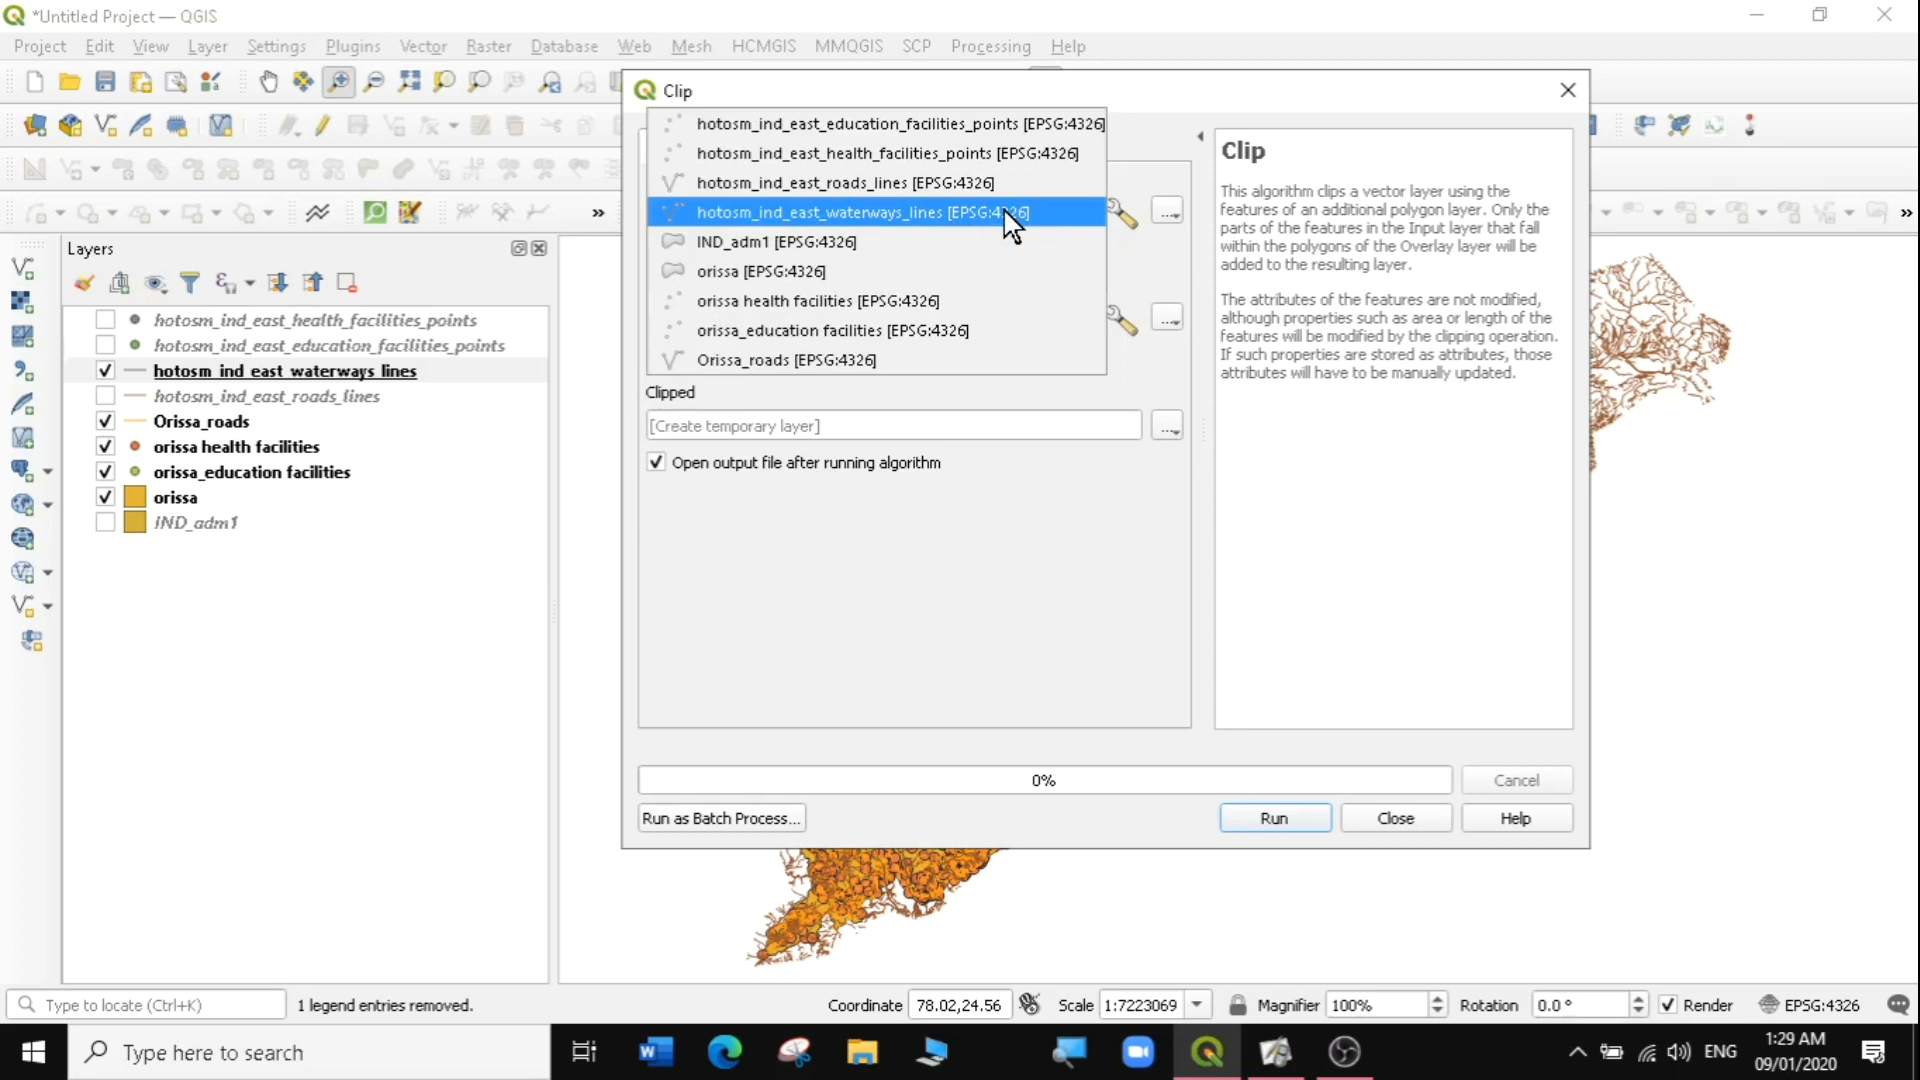 *Untitled Project — QGIS
Project Edit View Layer Settings Plugins Vector Raster Database Web Mesh HCMGIS MMQGIS SCP Processing Help
Clip
hotosm_ind_east_education_facilities_points [EPSG:4326]
hotosm_ind_east_health_facilities_points [EPSG:4326]
hotosm_ind_east_roads_lines [EPSG:4326]
hotosm_ind_east_waterways_lines [EPSG:4326]
IND_adm1 [EPSG:4326]
orissa [EPSG:4326]
orissa health facilities [EPSG:4326]
orissa_education facilities [EPSG:4326]
Orissa_roads [EPSG:4326]
Clipped
[Create temporary layer]
Open output file after running algorithm
0%
Cancel
Run as Batch Process...
Run
Close
Help
Clip
This algorithm clips a vector layer using the
features of an additional polygon layer. Only the
parts of the features in the Input layer that fall
within the polygons of the Overlay layer will be
added to the resulting layer.
The attributes of the features are not modified,
although properties such as area or length of the
features will be modified by the clipping operation.
If such properties are stored as attributes, those
attributes will have to be manually updated.
Layers
hotosm_ind_east_health_facilities_points
hotosm_ind_east_education_facilities_points
hotosm_ind_east_waterways_lines
hotosm_ind_east_roads_lines
Orissa_roads
orissa health facilities
orissa_education facilities
orissa
IND_adm1
Type to locate (Ctrl+K) 1 legend entries removed. Coordinate 78.02,24.56 Scale 1:7223069 Magnifier 100% Rotation 0.0 ° Render EPSG:4326
Type here to search
ENG
1:29 AM
09/01/2020